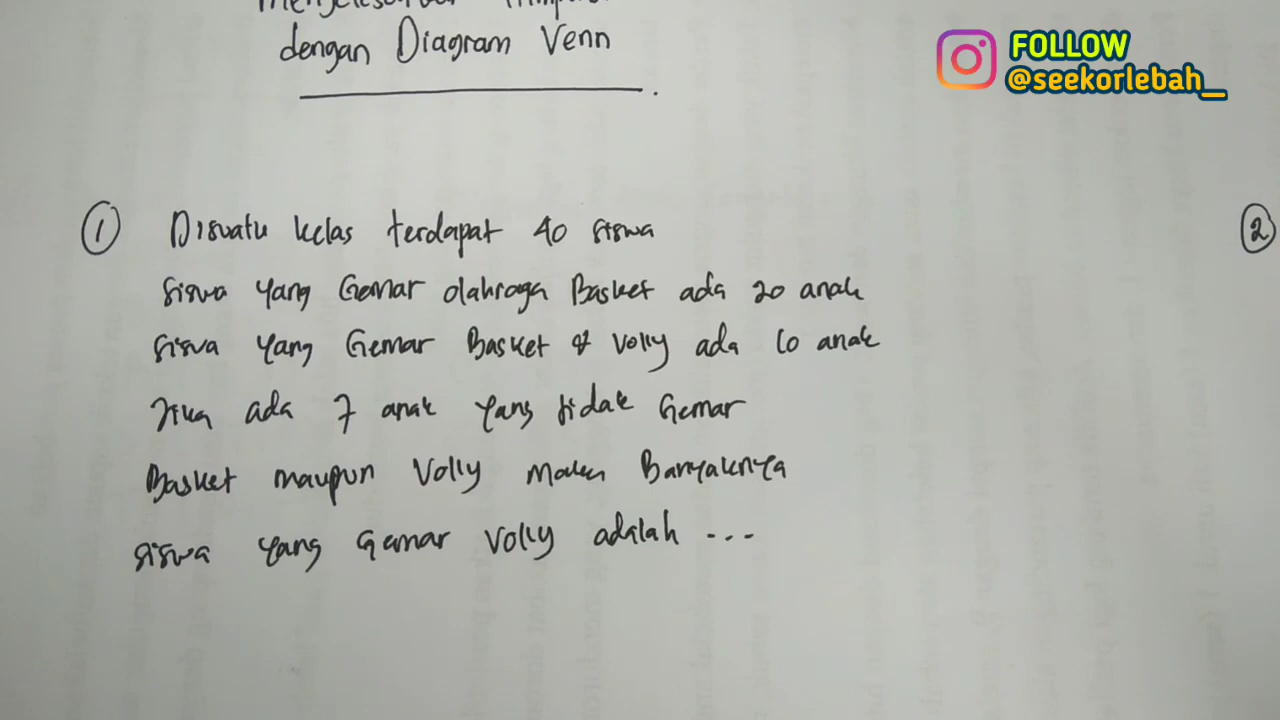 dengan Diagram Venn
FOLLOW
@seekorlebah_
1 Disuatu kelas terdapat 40 siswa
siswa yang Gemar olahraga Basket ada 20 anak
siswa yang Gemar Basket & Volly ada 10 anak
Jika ada 7 anak yang tidak Gemar
Basket maupun Volly maka Banyaknya
siswa yang Gemar Volly adalah ...
2